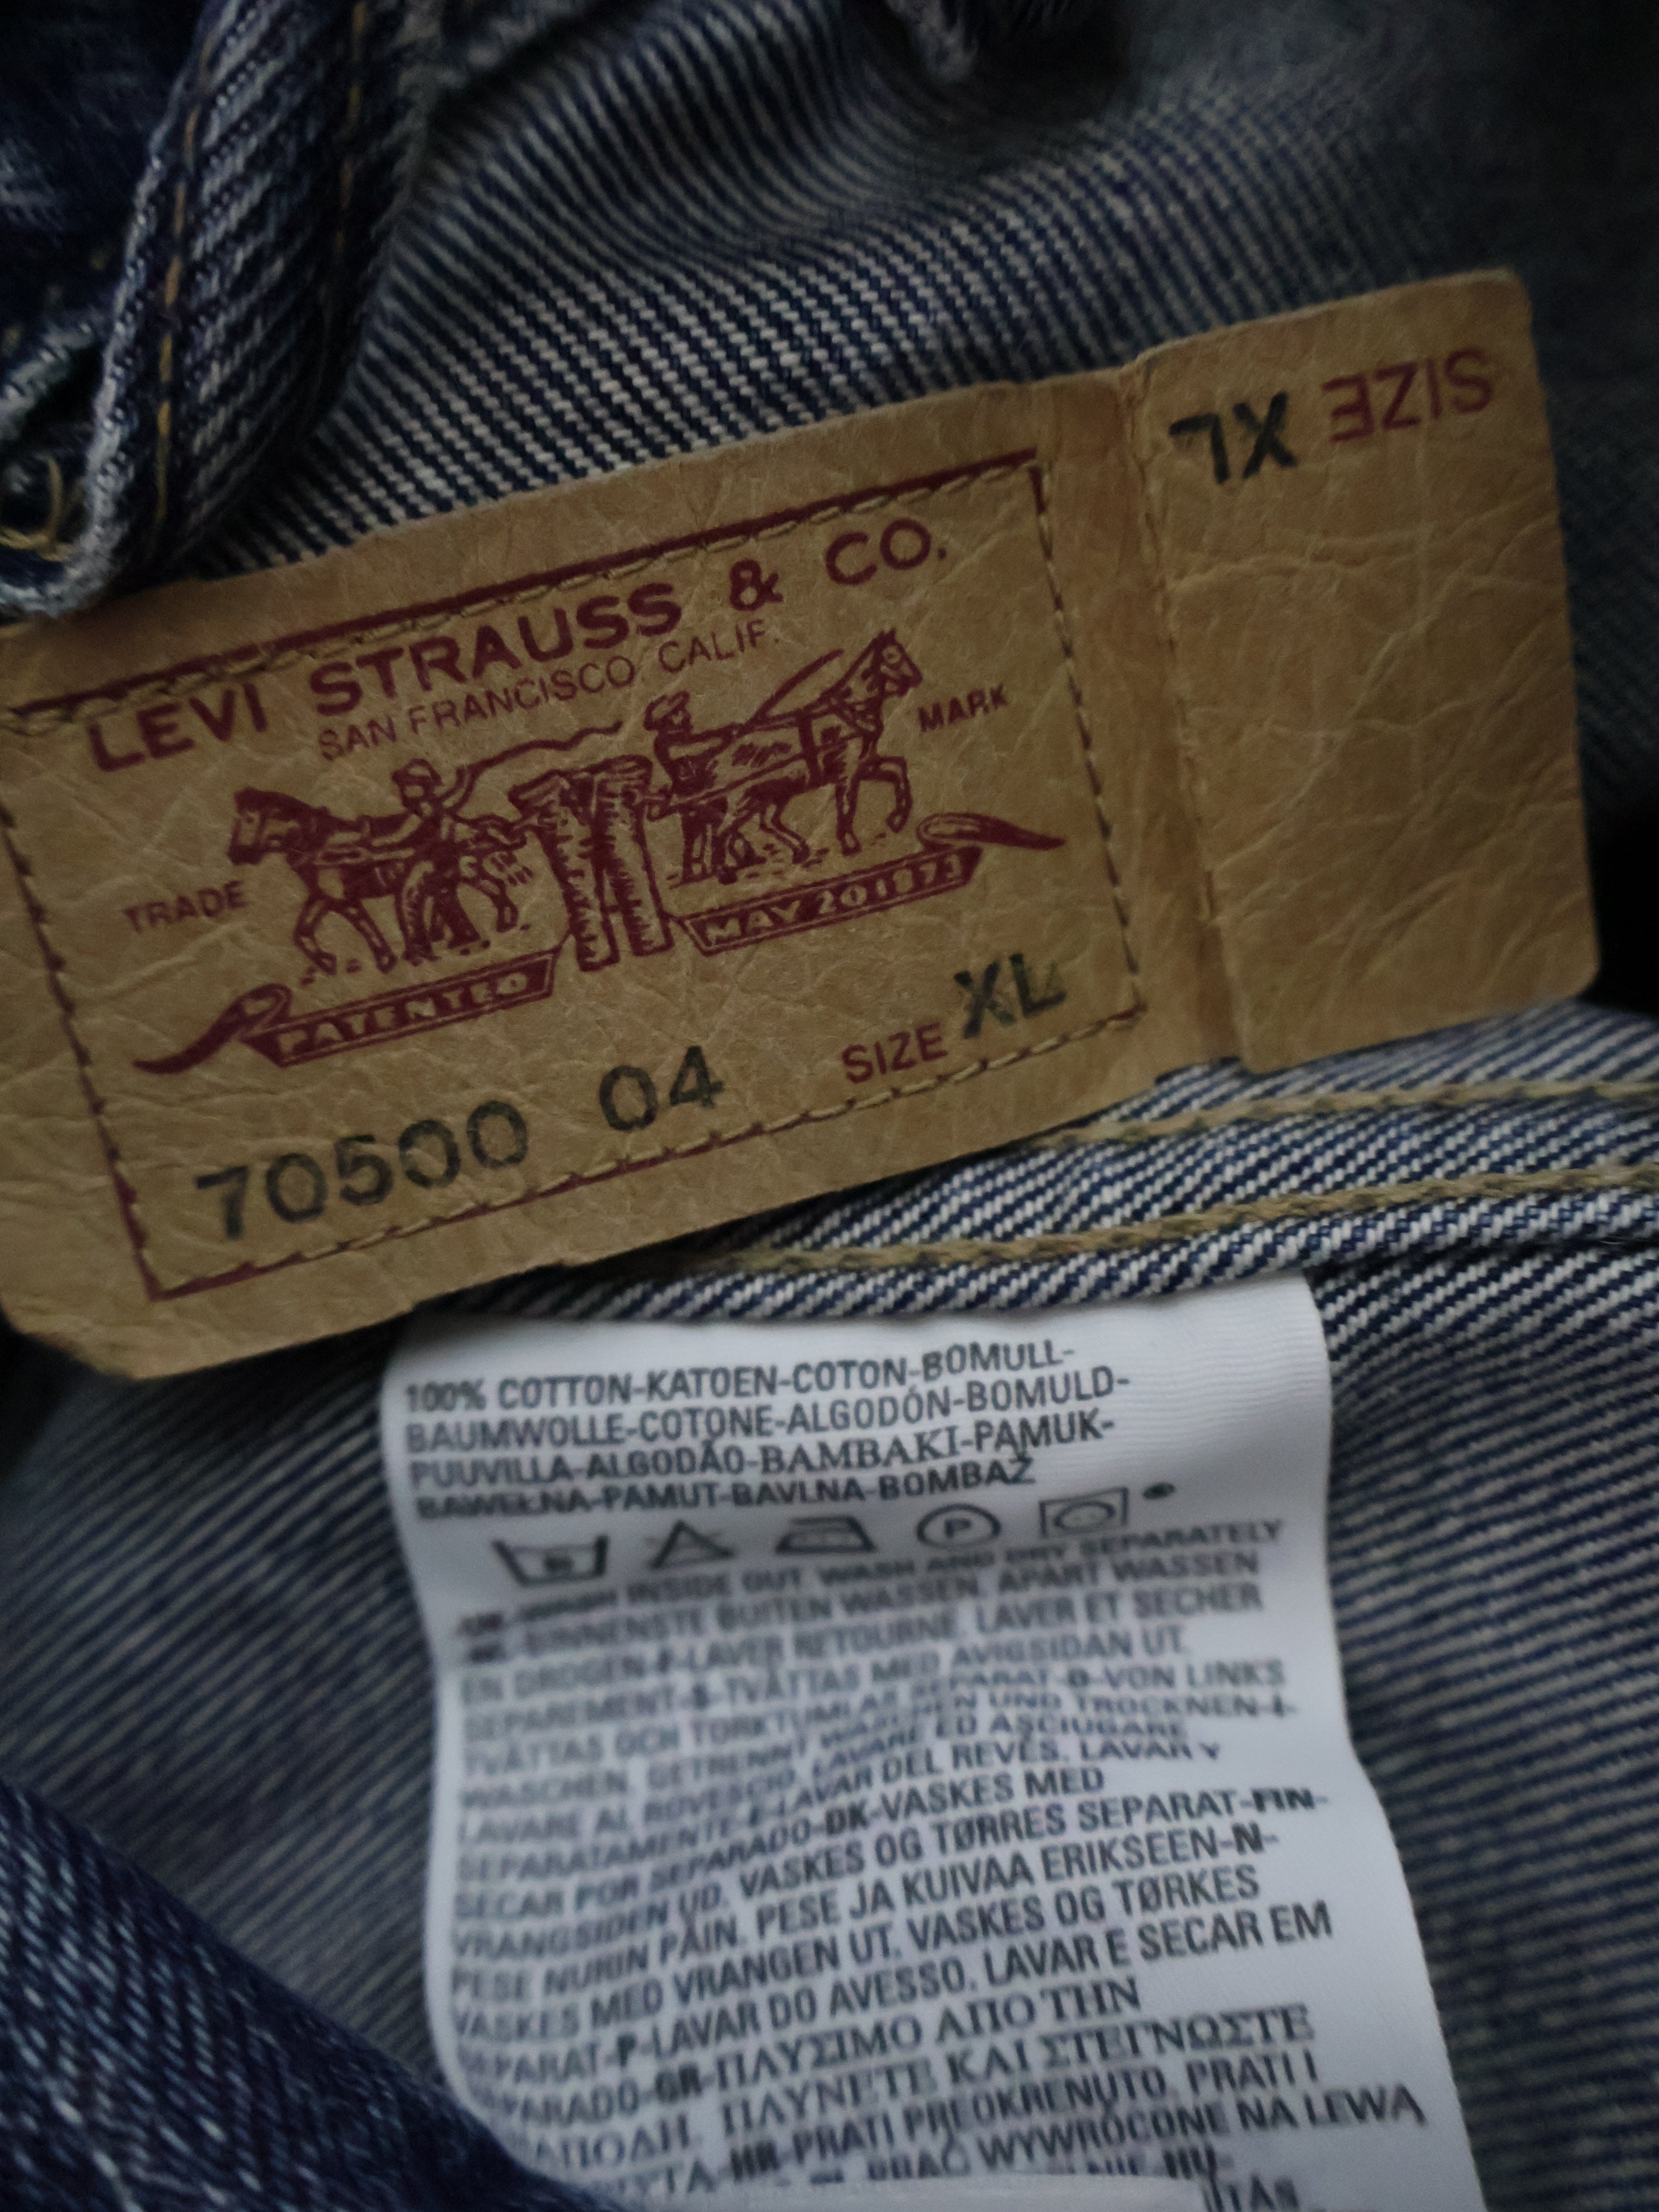 SIZE XL
LEVI STRAUSS & CO.
SAN FRANCISCO, CALIF.
TRADE MARK
PATENTED MAY 20 1873
70500 04 SIZE XL
100% COTTON-KATOEN-COTON-BOMULL-
BAUMWOLLE-COTONE-ALGODÓN-BOMULD-
PUUVILLA-ALGODÃO-BAMBAKI-PAMUK-
BAWEŁNA-PAMUT-BAVLNA-BOMBAŽ
P
INSIDE OUT. WASH AND DRY SEPARATELY
BINNENSTE BUITEN WASSEN. APART WASSEN
EN DROGEN-F-LAVER RETOURNE. LAVER ET SECHER
SEPAREMENT-S-TVÄTTAS MED AVIGSIDAN UT.
TVÄTTAS OCH TORKTUMLAS SEPARAT-D-VON LINKS
WASCHEN. GETRENNT WASCHEN UND TROCKNEN-I-
LAVARE AL ROVESCIO. LAVARE ED ASCIUGARE
SEPARATAMENTE-E-LAVAR DEL REVÉS. LAVAR Y
SECAR POR SEPARADO-DK-VASKES MED
VRANGSIDEN UD. VASKES OG TØRRES SEPARAT-FIN-
PESE NURIN PÄIN. PESE JA KUIVAA ERIKSEEN-N-
VASKES MED VRANGEN UT. VASKES OG TØRKES
SEPARAT-P-LAVAR DO AVESSO. LAVAR E SECAR EM
SEPARADO-GR-ΠΛΥΣΙΜΟ ΑΠΟ ΤΗΝ
ΑΠΟΔΗ ΠΛΥΝΕΤΕ ΚΑΙ ΣΤΕΓΝΩΣΤΕ
HR-PRATI PREOKRENUTO. PRATI I
PRAĆ WYWRÓCONE NA LEWĄ